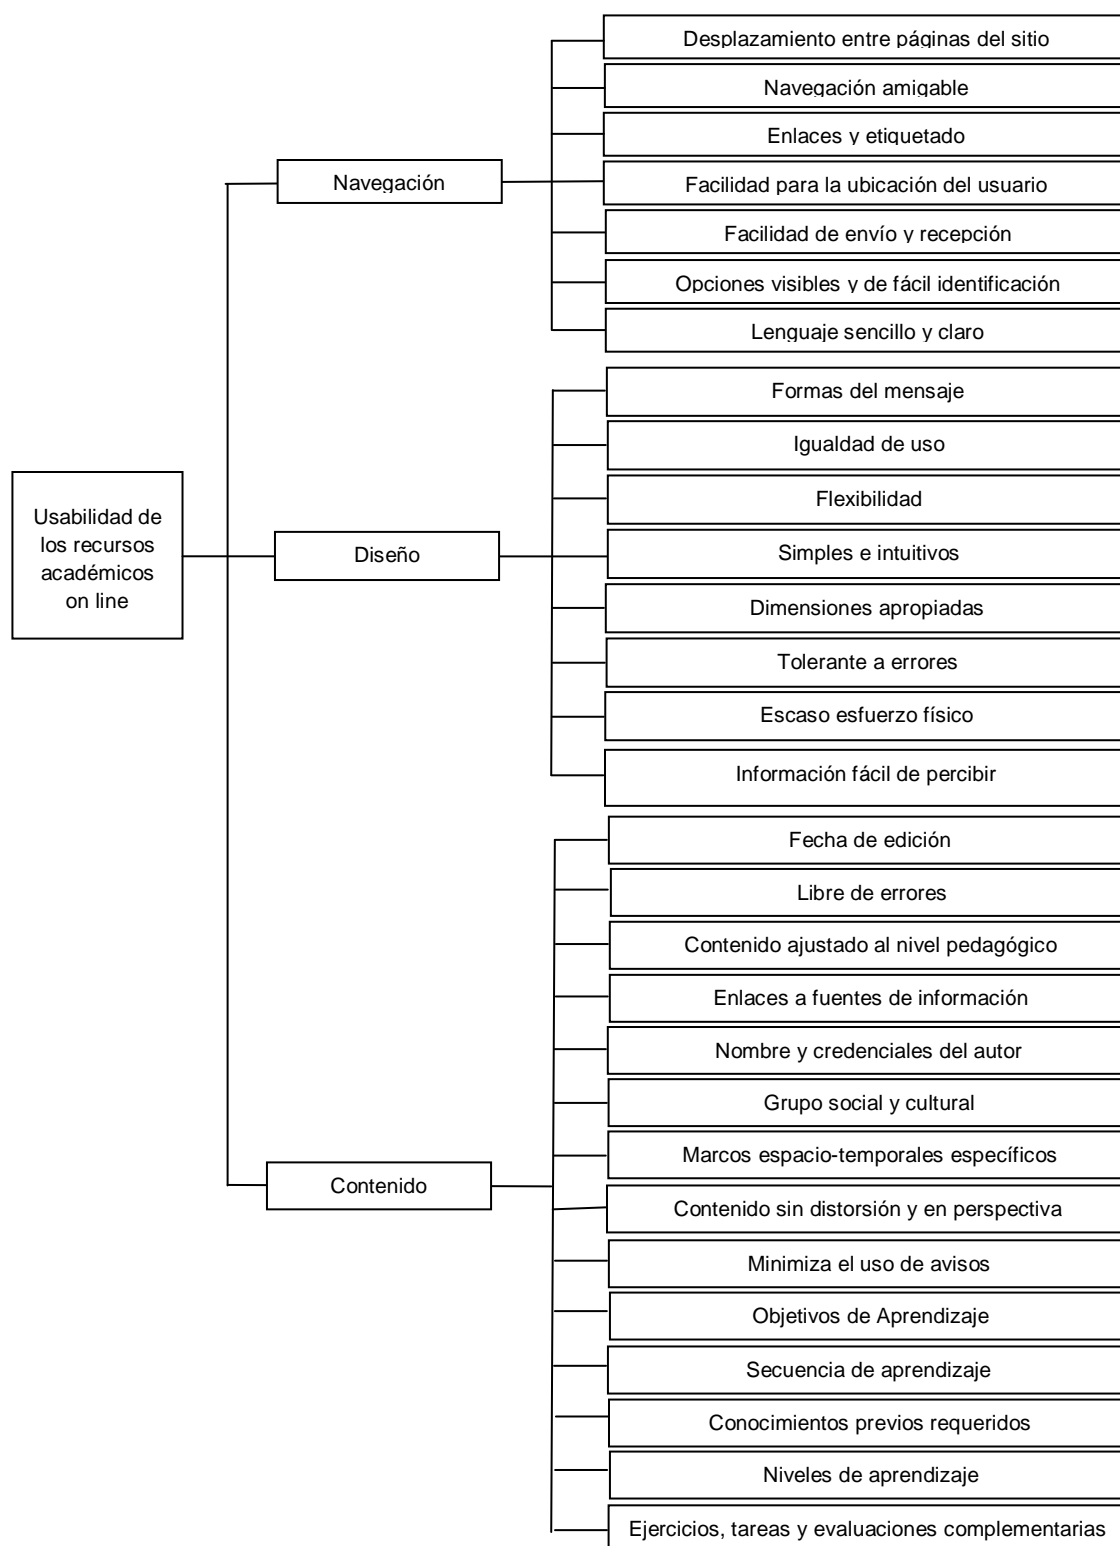 Desplazamiento entre páginas del sitio
Navegación amigable
Enlaces y etiquetado
Navegación
Facilidad para la ubicación del usuario
Facilidad de envío y recepción
Opciones visibles y de fácil identificación
Lenguaje sencillo y claro
Formas del mensaje
Igualdad de uso
Flexibilidad
Usabilidad de
los recursos
académicos
on line
Diseño
Simples e intuitivos
Dimensiones apropiadas
Tolerante a errores
Escaso esfuerzo físico
Información fácil de percibir
Fecha de edición
Libre de errores
Contenido ajustado al nivel pedagógico
Enlaces a fuentes de información
Nombre y credenciales del autor
Grupo social y cultural
Marcos espacio-temporales específicos
Contenido
Contenido sin distorsión y en perspectiva
Minimiza el uso de avisos
Objetivos de Aprendizaje
Secuencia de aprendizaje
Conocimientos previos requeridos
Niveles de aprendizaje
Ejercicios, tareas y evaluaciones complementarias